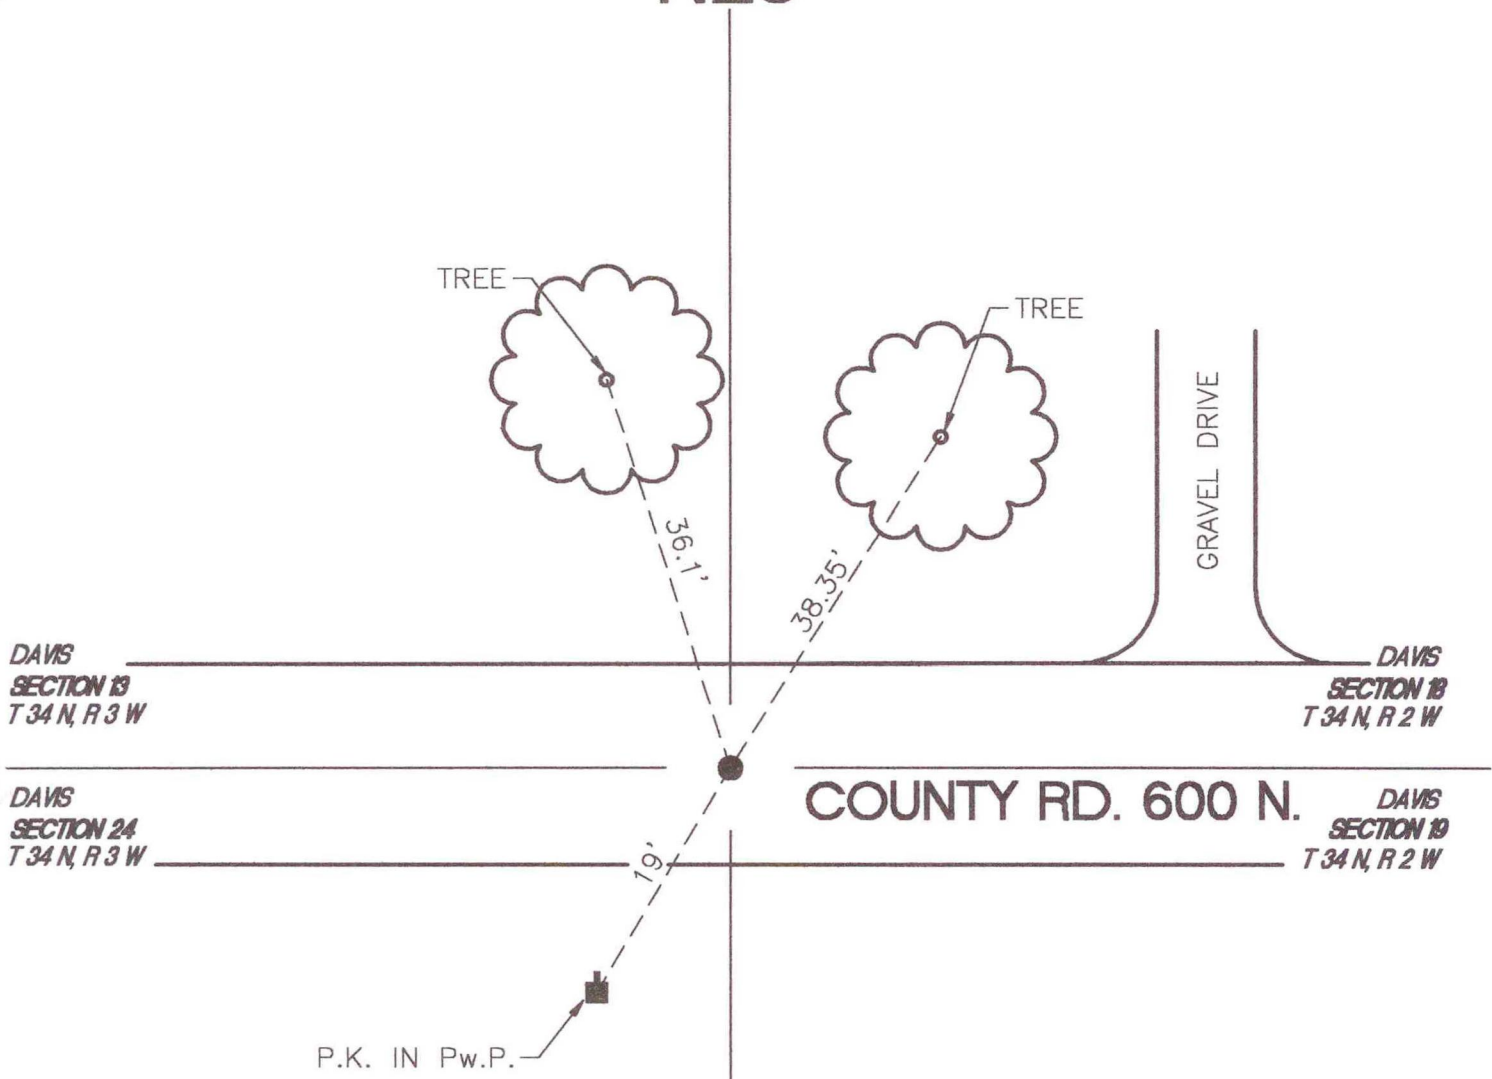 TREE
TREE
GRAVEL DRIVE
36.1'
38.35'
DAVIS
SECTION 13
T 34 N, R 3 W
DAVIS
SECTION 18
T 34 N, R 2 W
COUNTY RD. 600 N.
DAVIS
SECTION 24
T 34 N, R 3 W
DAVIS
SECTION 19
T 34 N, R 2 W
19'
P.K. IN Pw.P.